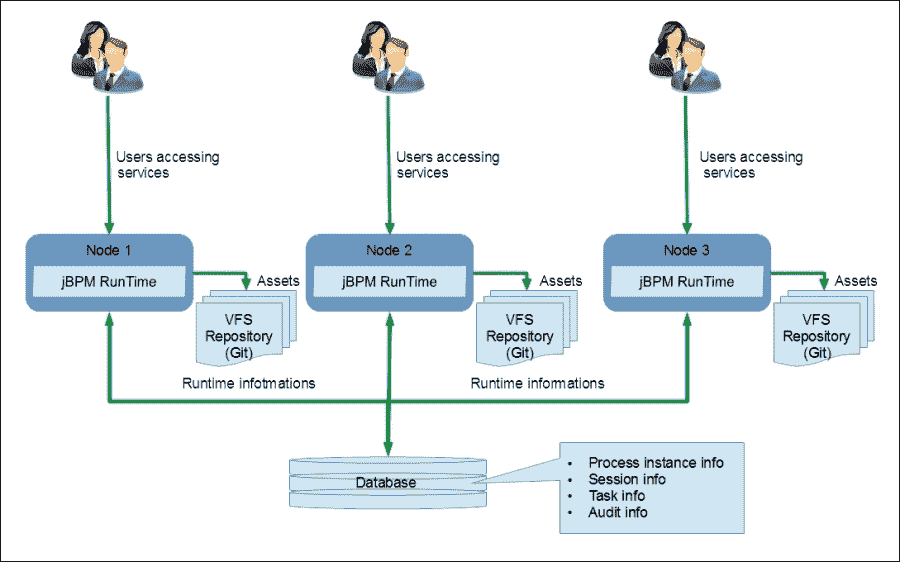 Users accessing
services
Users accessing
services
Users accessing
services
Node 1
jBPM RunTime
Node 2
jBPM RunTime
Node 3
jBPM RunTime
Assets
VFS
Repository
(Git)
Assets
VFS
Repository
(Git)
Assets
VFS
Repository
(Git)
Runtime infotmations
Runtime informations
Database
• Process instance info
• Session info
• Task info
• Audit info